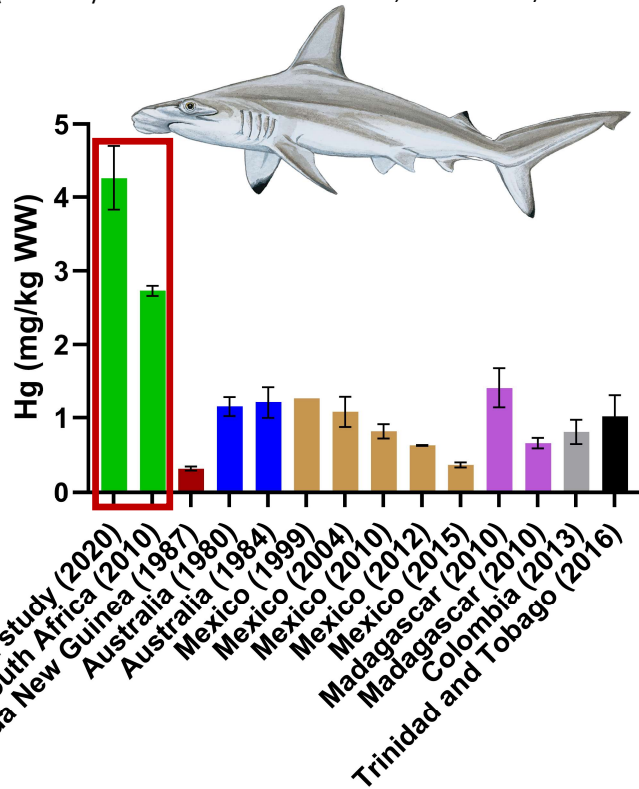 Hg (mg/kg WW)
5
4
3
2
1
0
study (2020)
Africa (2010)
New Guinea (1987)
Australia (1980)
Australia (1984)
Mexico (1999)
Mexico (2004)
Mexico (2010)
Mexico (2012)
Mexico (2015)
Madagascar (2010)
Madagascar (2010)
Colombia (2013)
Trinidad and Tobago (2016)